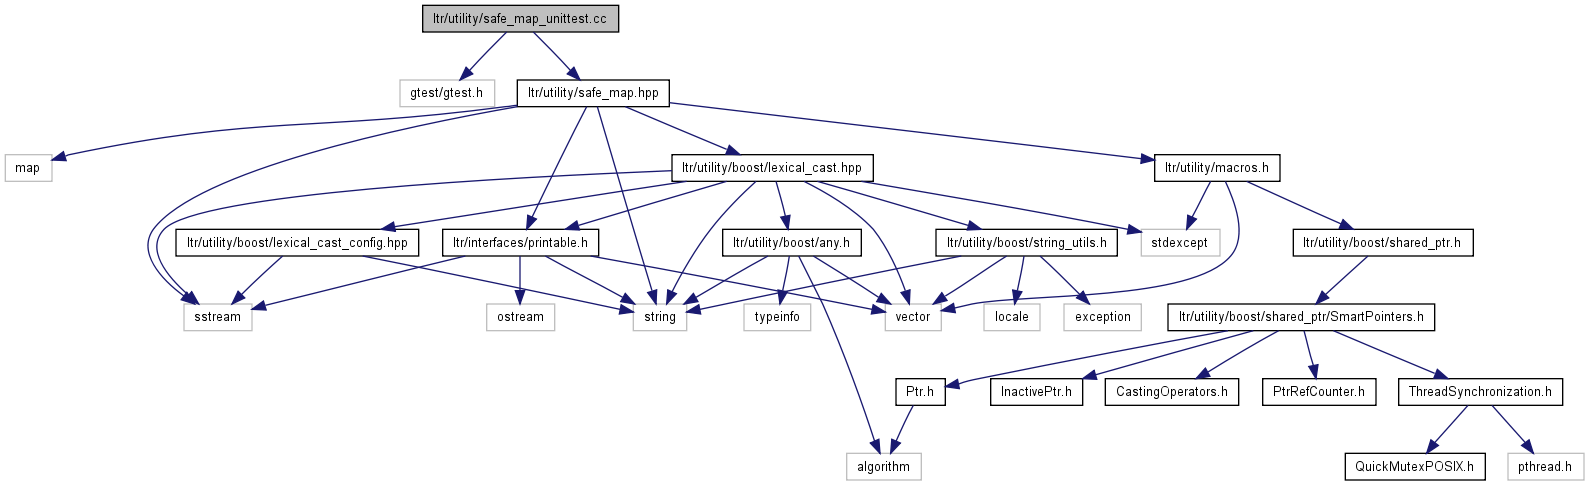 ltr/utility/safe_map_unittest.cc
gtest/gtest.h
ltr/utility/safe_map.hpp
map
ltr/utility/boost/lexical_cast.hpp
ltr/utility/macros.h
ltr/utility/boost/lexical_cast_config.hpp
ltr/interfaces/printable.h
ltr/utility/boost/any.h
ltr/utility/boost/string_utils.h
stdexcept
ltr/utility/boost/shared_ptr.h
sstream
ostream
string
typeinfo
vector
locale
exception
ltr/utility/boost/shared_ptr/SmartPointers.h
Ptr.h
InactivePtr.h
CastingOperators.h
PtrRefCounter.h
ThreadSynchronization.h
algorithm
QuickMutexPOSIX.h
pthread.h